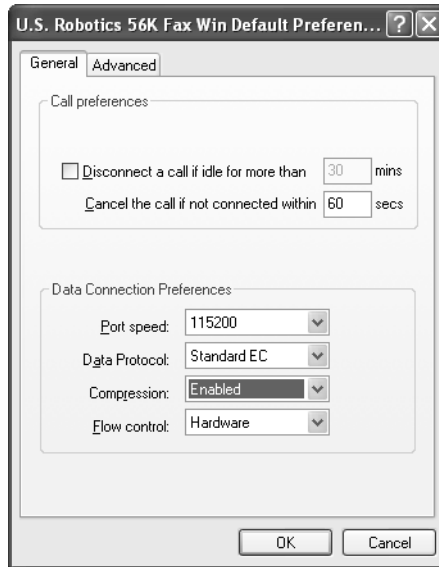 U.S. Robotics 56K Fax Win Default Preferen...
General Advanced
Call preferences
Disconnect a call if idle for more than 30 mins
Cancel the call if not connected within 60 secs
Data Connection Preferences
Port speed: 115200
Data Protocol: Standard EC
Compression: Enabled
Flow control: Hardware
OK Cancel